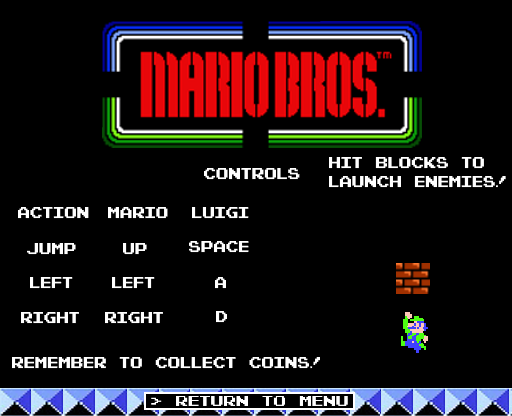 MARIO BROS.™
CONTROLS
HIT BLOCKS TO
LAUNCH ENEMIES!
ACTION MARIO LUIGI
JUMP UP SPACE
LEFT LEFT A
RIGHT RIGHT D
REMEMBER TO COLLECT COINS!
> RETURN TO MENU